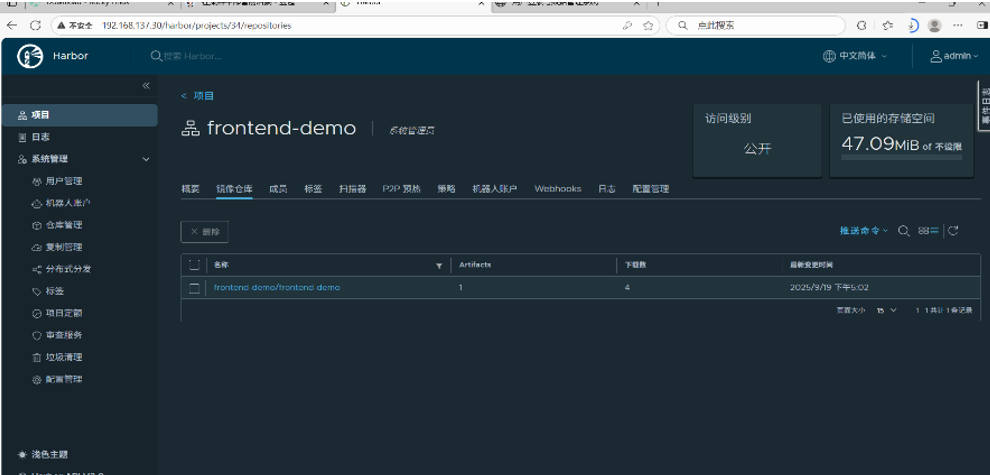 不安全 192.168.137.30/harbor/projects/34/repositories
点此搜索
Harbor
搜索 Harbor...
中文简体
admin
项目
日志
系统管理
用户管理
机器人账户
仓库管理
复制管理
分布式分发
标签
项目定额
审查服务
垃圾清理
配置管理
浅色主题
< 项目
frontend-demo
系统管理员
访问级别
公开
已使用的存储空间
47.09MiB of 不设限
概要 镜像仓库 成员 标签 扫描器 P2P 预热 策略 机器人账户 Webhooks 日志 配置管理
× 删除
推送命令
名称 Artifacts 下载数 最新变更时间
frontend-demo/frontend-demo 1 4 2025/9/19 下午5:02
页面大小 15 1 - 1 共计 1 条记录